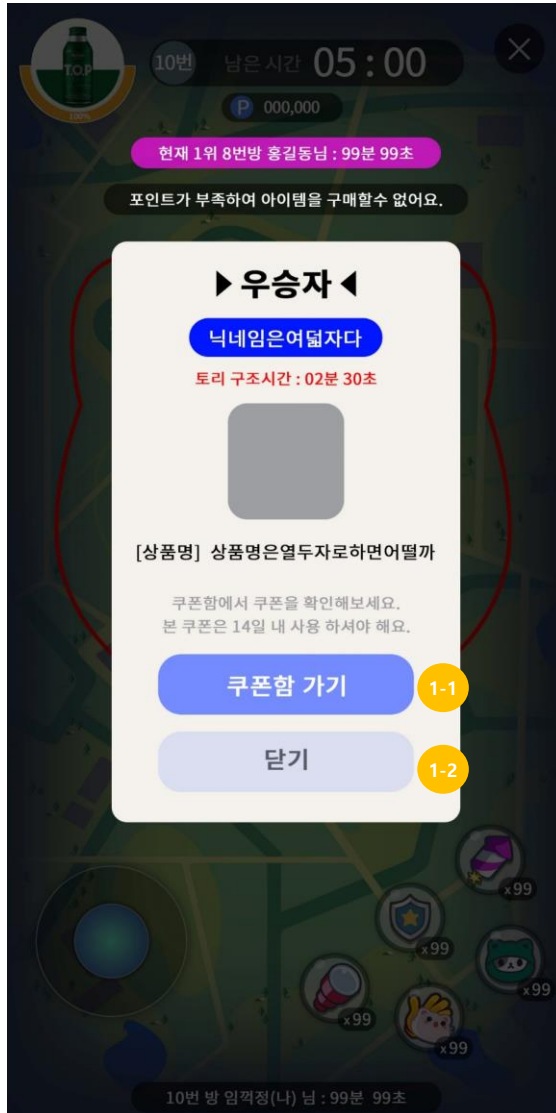 T.O.P
100%
10번 남은 시간 05 : 00
P 000,000
현재 1위 8번방 홍길동님 : 99분 99초
포인트가 부족하여 아이템을 구매할수 없어요.
▶ 우승자 ◀
닉네임은여덟자다
토리 구조시간 : 02분 30초
[상품명] 상품명은열두자로하면어떨까
쿠폰함에서 쿠폰을 확인해보세요.
본 쿠폰은 14일 내 사용 하셔야 해요.
쿠폰함 가기
1-1
닫기
1-2
x99
x99
x99
x99
x99
10번 방 임꺽정(나) 님 : 99분 99초